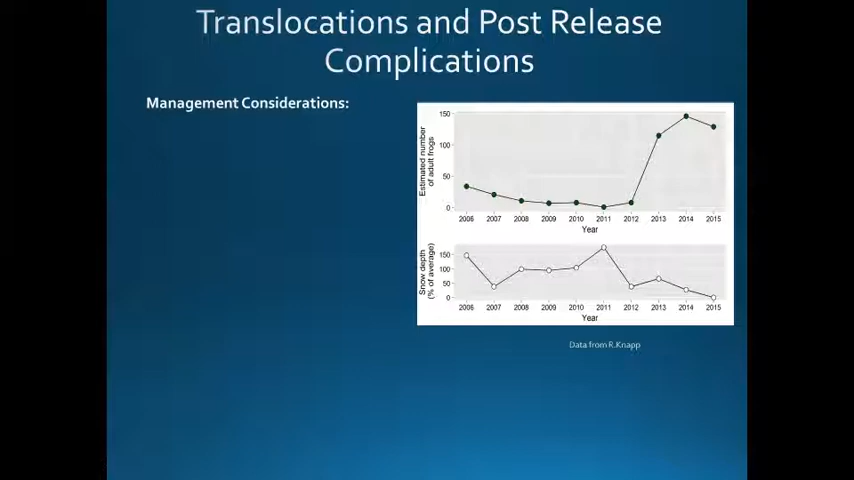 Translocations and Post Release
Complications
Management Considerations:
Estimated number
of adult frogs
150
100
50
0
2006 2007 2008 2009 2010 2011 2012 2013 2014 2015
Year
Snow depth
(% of average)
150
100
50
0
2006 2007 2008 2009 2010 2011 2012 2013 2014 2015
Year
Data from R.Knapp